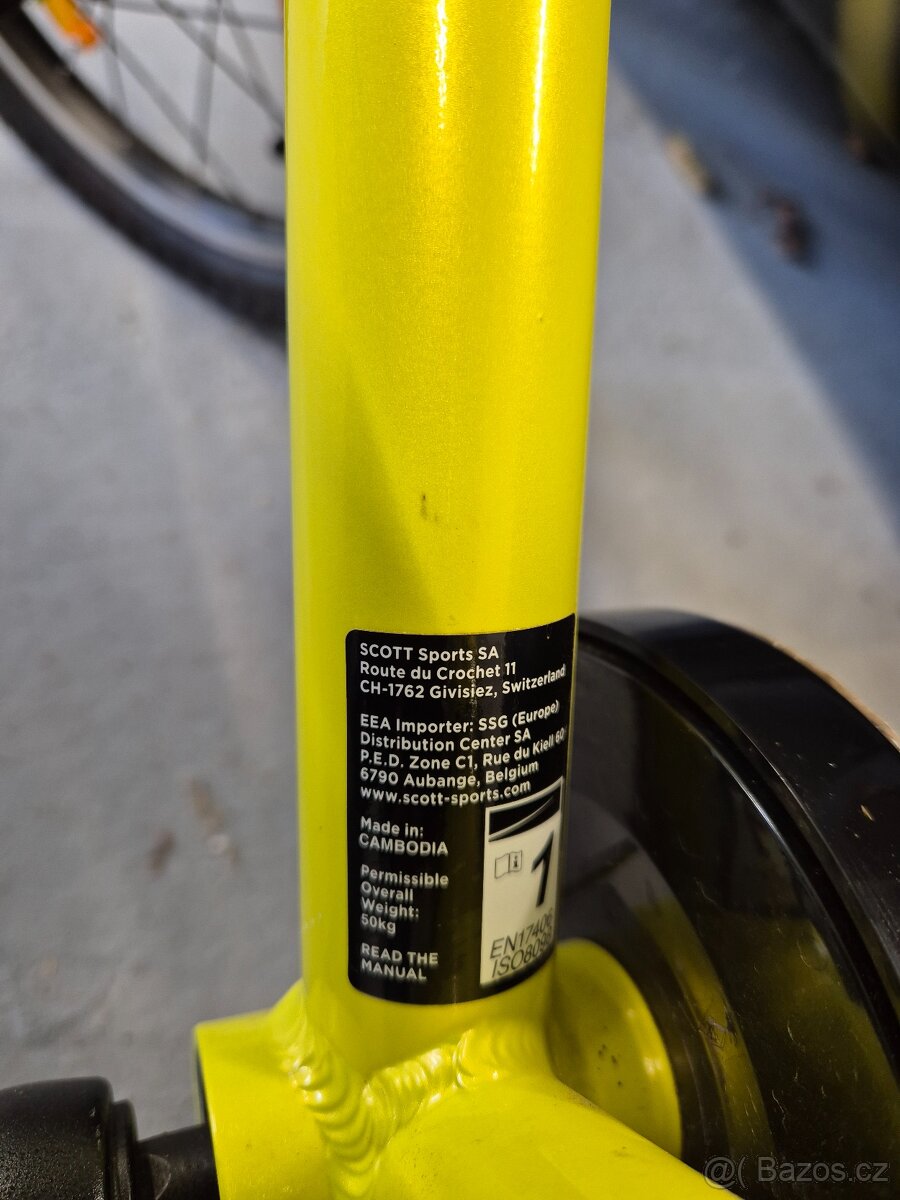 SCOTT Sports SA
Route du Crochet 11
CH-1762 Givisiez, Switzerland
EEA Importer: SSG (Europe)
Distribution Center SA
P.E.D. Zone C1, Rue du Kiell 60
6790 Aubange, Belgium
www.scott-sports.com
Made in:
CAMBODIA
Permissible
Overall
Weight:
50kg
READ THE
MANUAL
1
EN17406
ISO8098
@( Bazos.cz